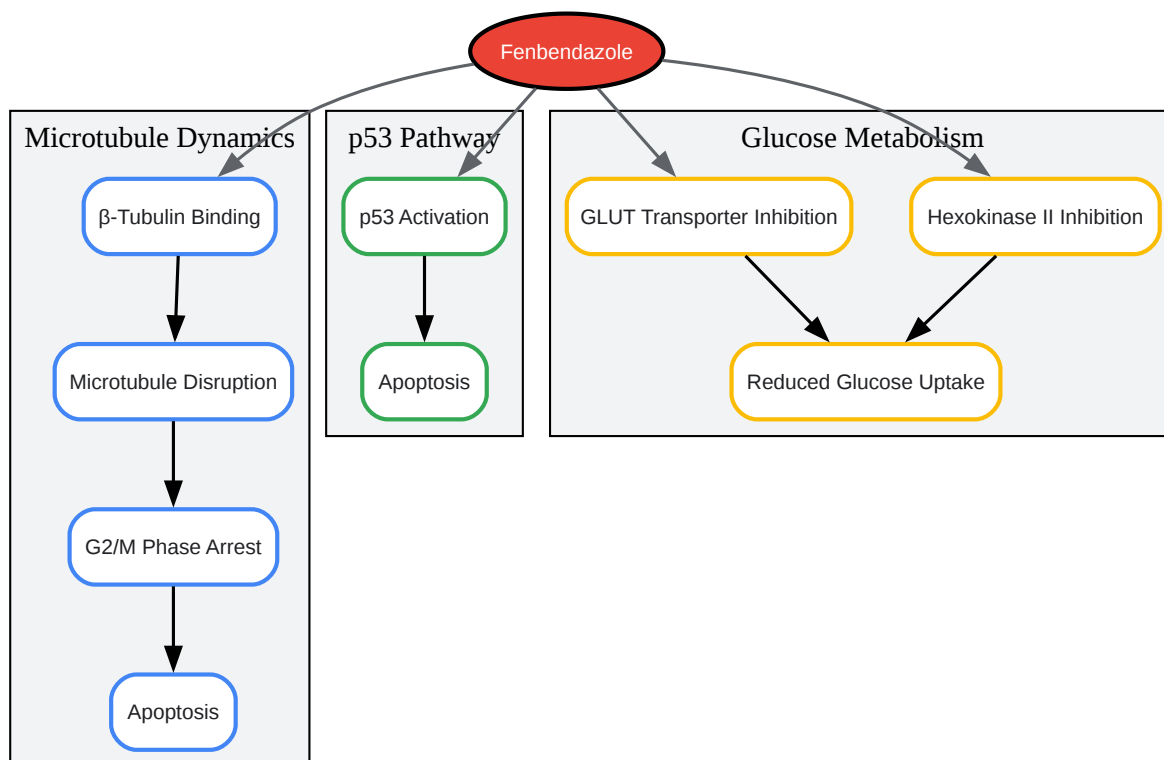 Fenbendazole
Microtubule Dynamics
p53 Pathway
Glucose Metabolism
β-Tubulin Binding
p53 Activation
GLUT Transporter Inhibition
Hexokinase II Inhibition
Microtubule Disruption
Apoptosis
Reduced Glucose Uptake
G2/M Phase Arrest
Apoptosis